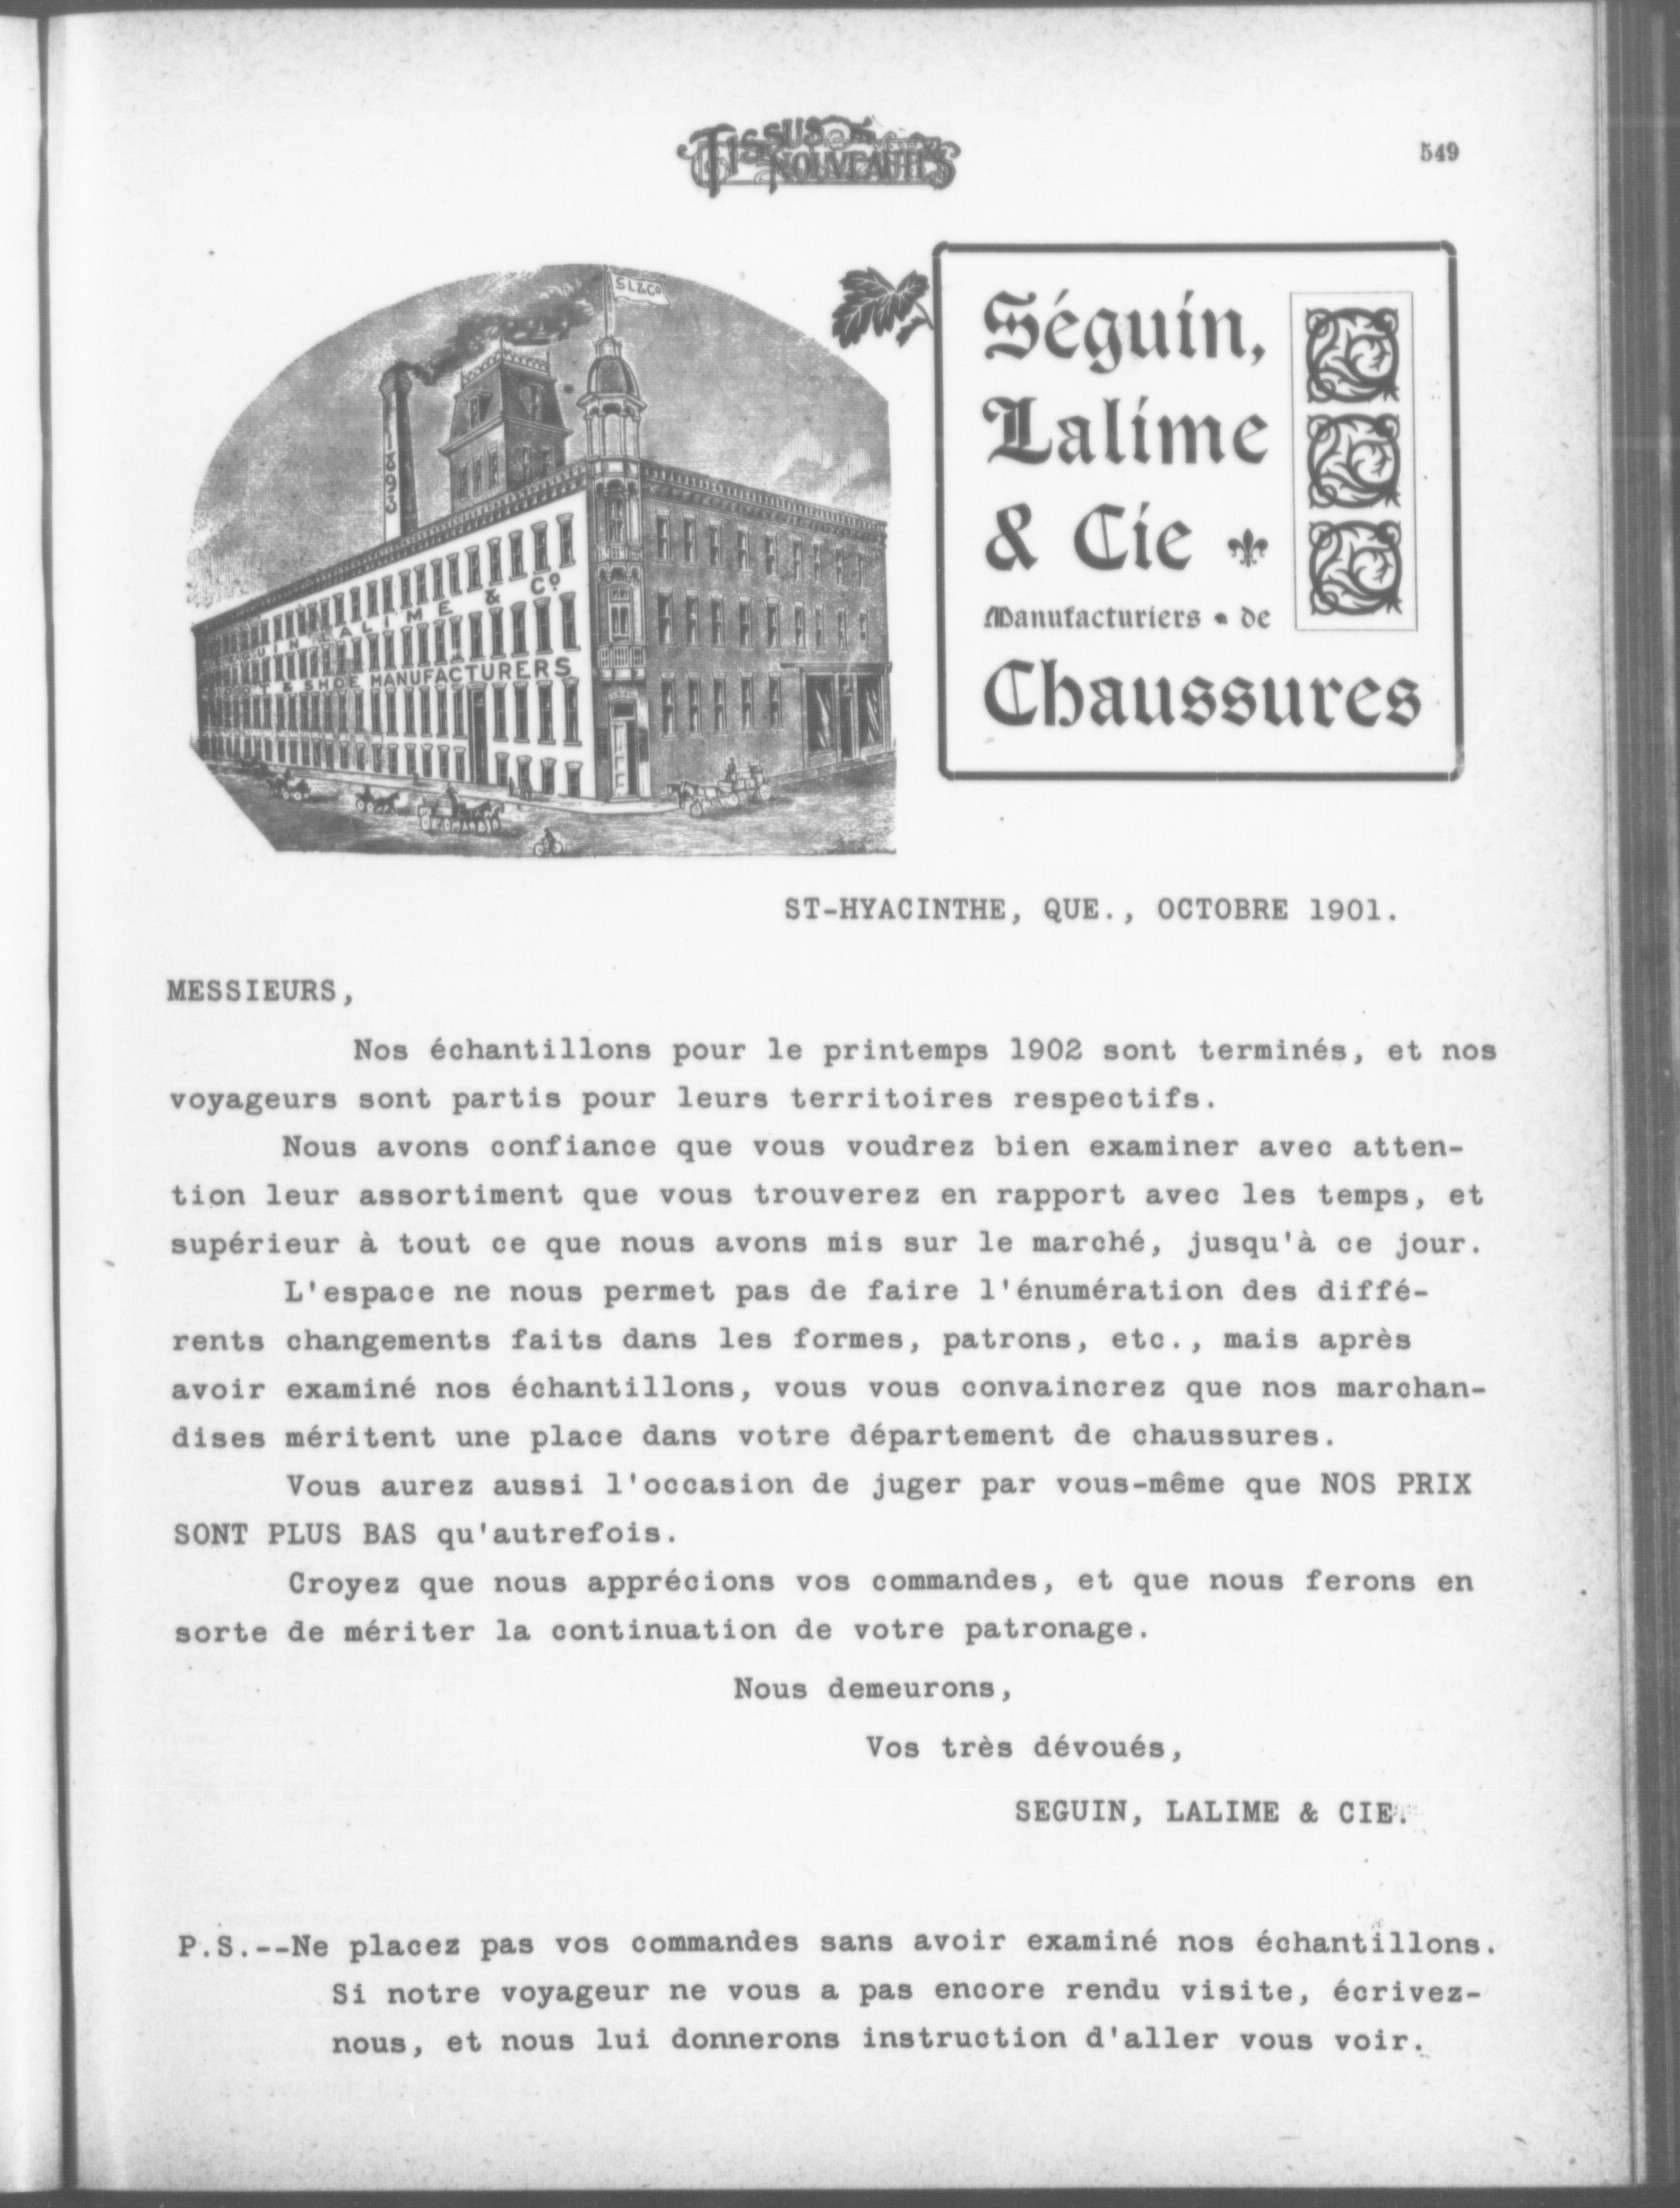 TISSUS & NOUVEAUTÉS
549
SL&Co
1893
SEGUIN LALIME & Co
BOOT & SHOE MANUFACTURERS
Séguin,
Lalime
& Cie
Manufacturiers de
Chaussures
ST-HYACINTHE, QUE., OCTOBRE 1901.
MESSIEURS,
Nos échantillons pour le printemps 1902 sont terminés, et nos
voyageurs sont partis pour leurs territoires respectifs.
Nous avons confiance que vous voudrez bien examiner avec atten-
tion leur assortiment que vous trouverez en rapport avec les temps, et
supérieur à tout ce que nous avons mis sur le marché, jusqu'à ce jour.
L'espace ne nous permet pas de faire l'énumération des diffé-
rents changements faits dans les formes, patrons, etc., mais après
avoir examiné nos échantillons, vous vous convaincrez que nos marchan-
dises méritent une place dans votre département de chaussures.
Vous aurez aussi l'occasion de juger par vous-même que NOS PRIX
SONT PLUS BAS qu'autrefois.
Croyez que nous apprécions vos commandes, et que nous ferons en
sorte de mériter la continuation de votre patronage.
Nous demeurons,
Vos très dévoués,
SEGUIN, LALIME & CIE.
P.S.--Ne placez pas vos commandes sans avoir examiné nos échantillons.
Si notre voyageur ne vous a pas encore rendu visite, écrivez-
nous, et nous lui donnerons instruction d'aller vous voir.